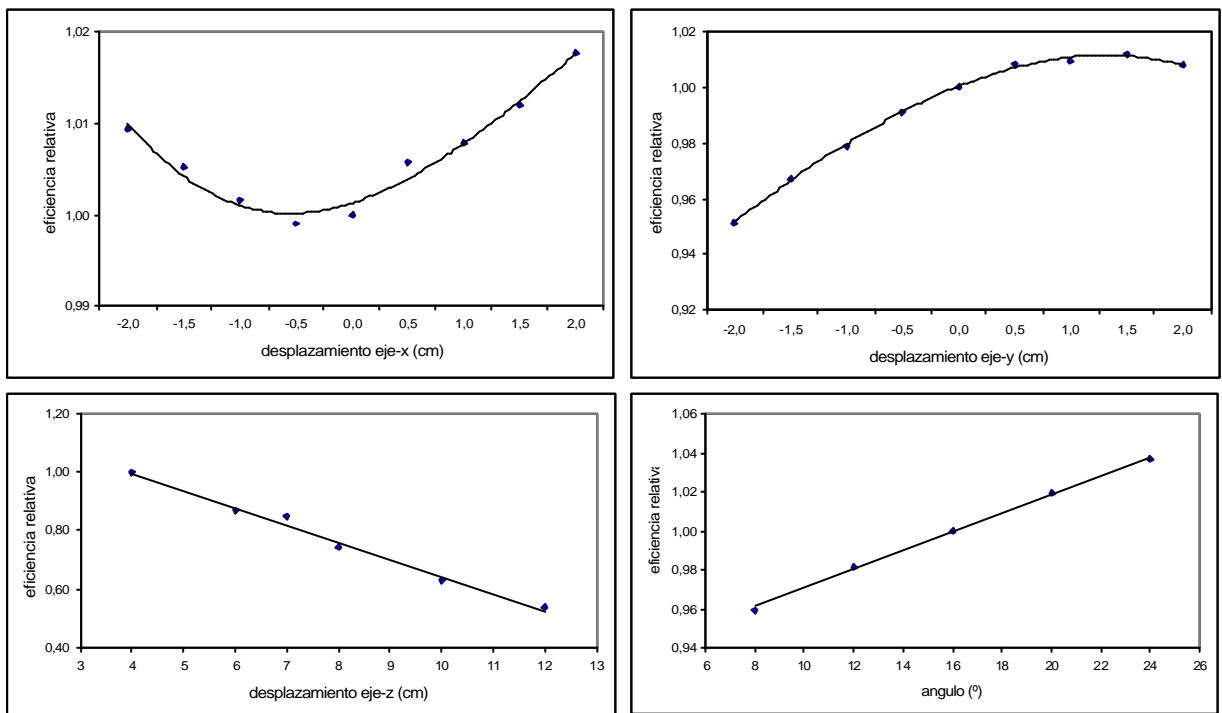 1,02
1,01
1,00
0,99
eficiencia relativa
-2,0 -1,5 -1,0 -0,5 0,0 0,5 1,0 1,5 2,0
desplazamiento eje-x (cm)
1,02
1,00
0,98
0,96
0,94
0,92
eficiencia relativa
-2,0 -1,5 -1,0 -0,5 0,0 0,5 1,0 1,5 2,0
desplazamiento eje-y (cm)
1,20
1,00
0,80
0,60
0,40
eficiencia relativa
3 4 5 6 7 8 9 10 11 12 13
desplazamiento eje-z (cm)
1,06
1,04
1,02
1,00
0,98
0,96
0,94
eficiencia relativa
6 8 10 12 14 16 18 20 22 24 26
angulo (º)